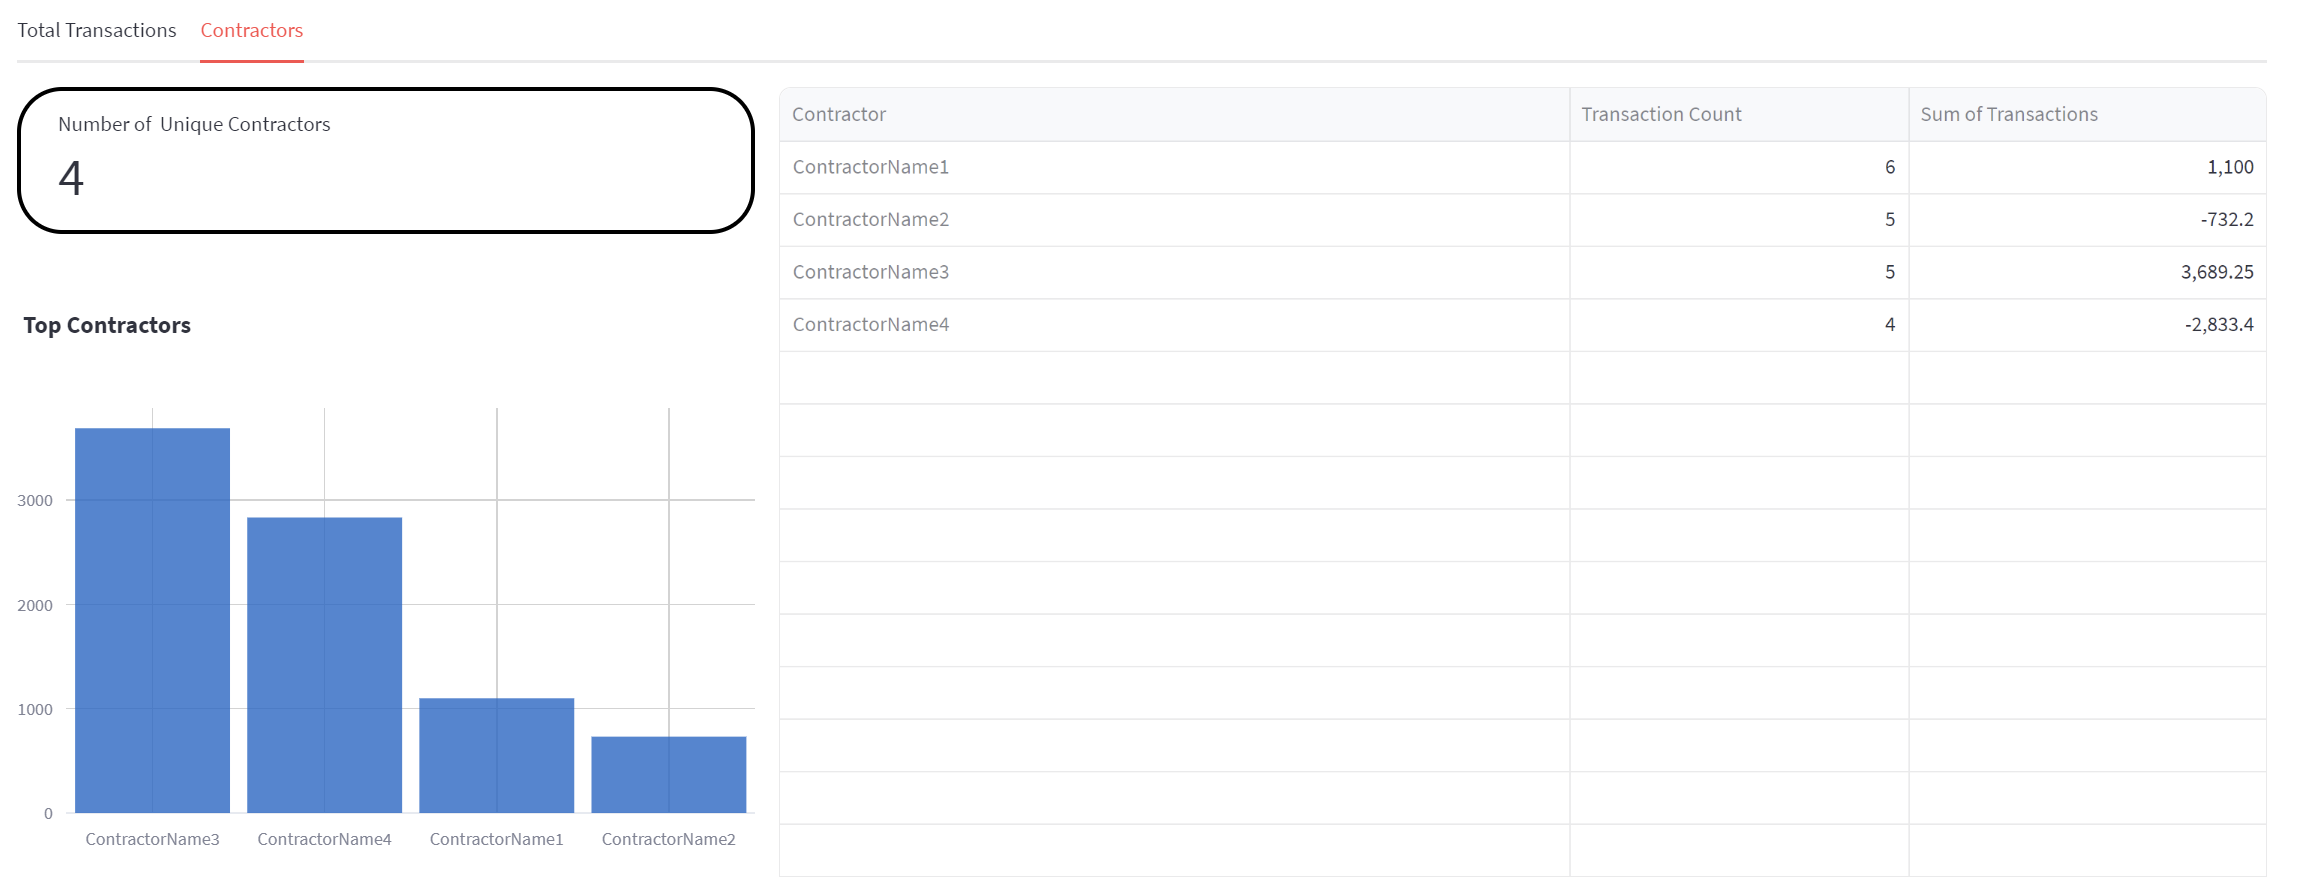 Total Transactions Contractors
Number of Unique Contractors
4
Top Contractors
3000
2000
1000
0
ContractorName3 ContractorName4 ContractorName1 ContractorName2
Contractor Transaction Count Sum of Transactions
ContractorName1 6 1,100
ContractorName2 5 -732.2
ContractorName3 5 3,689.25
ContractorName4 4 -2,833.4